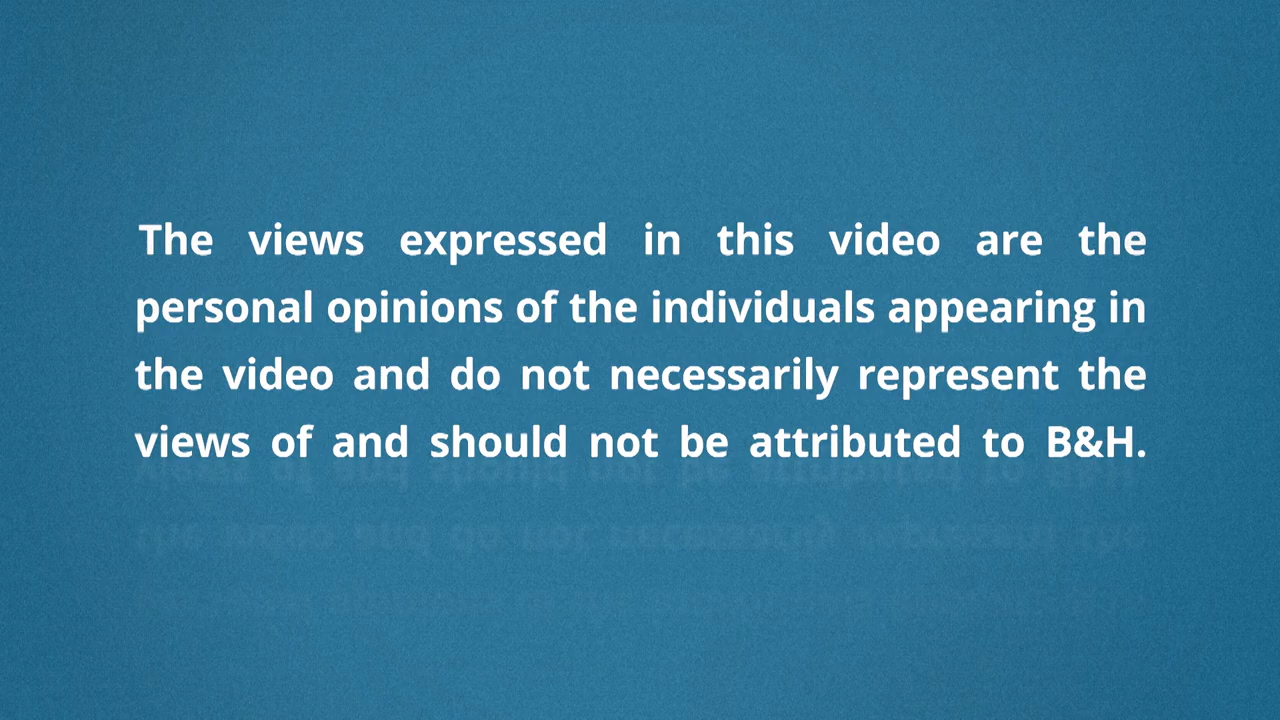 The views expressed in this video are the
personal opinions of the individuals appearing in
the video and do not necessarily represent the
views of and should not be attributed to B&H.